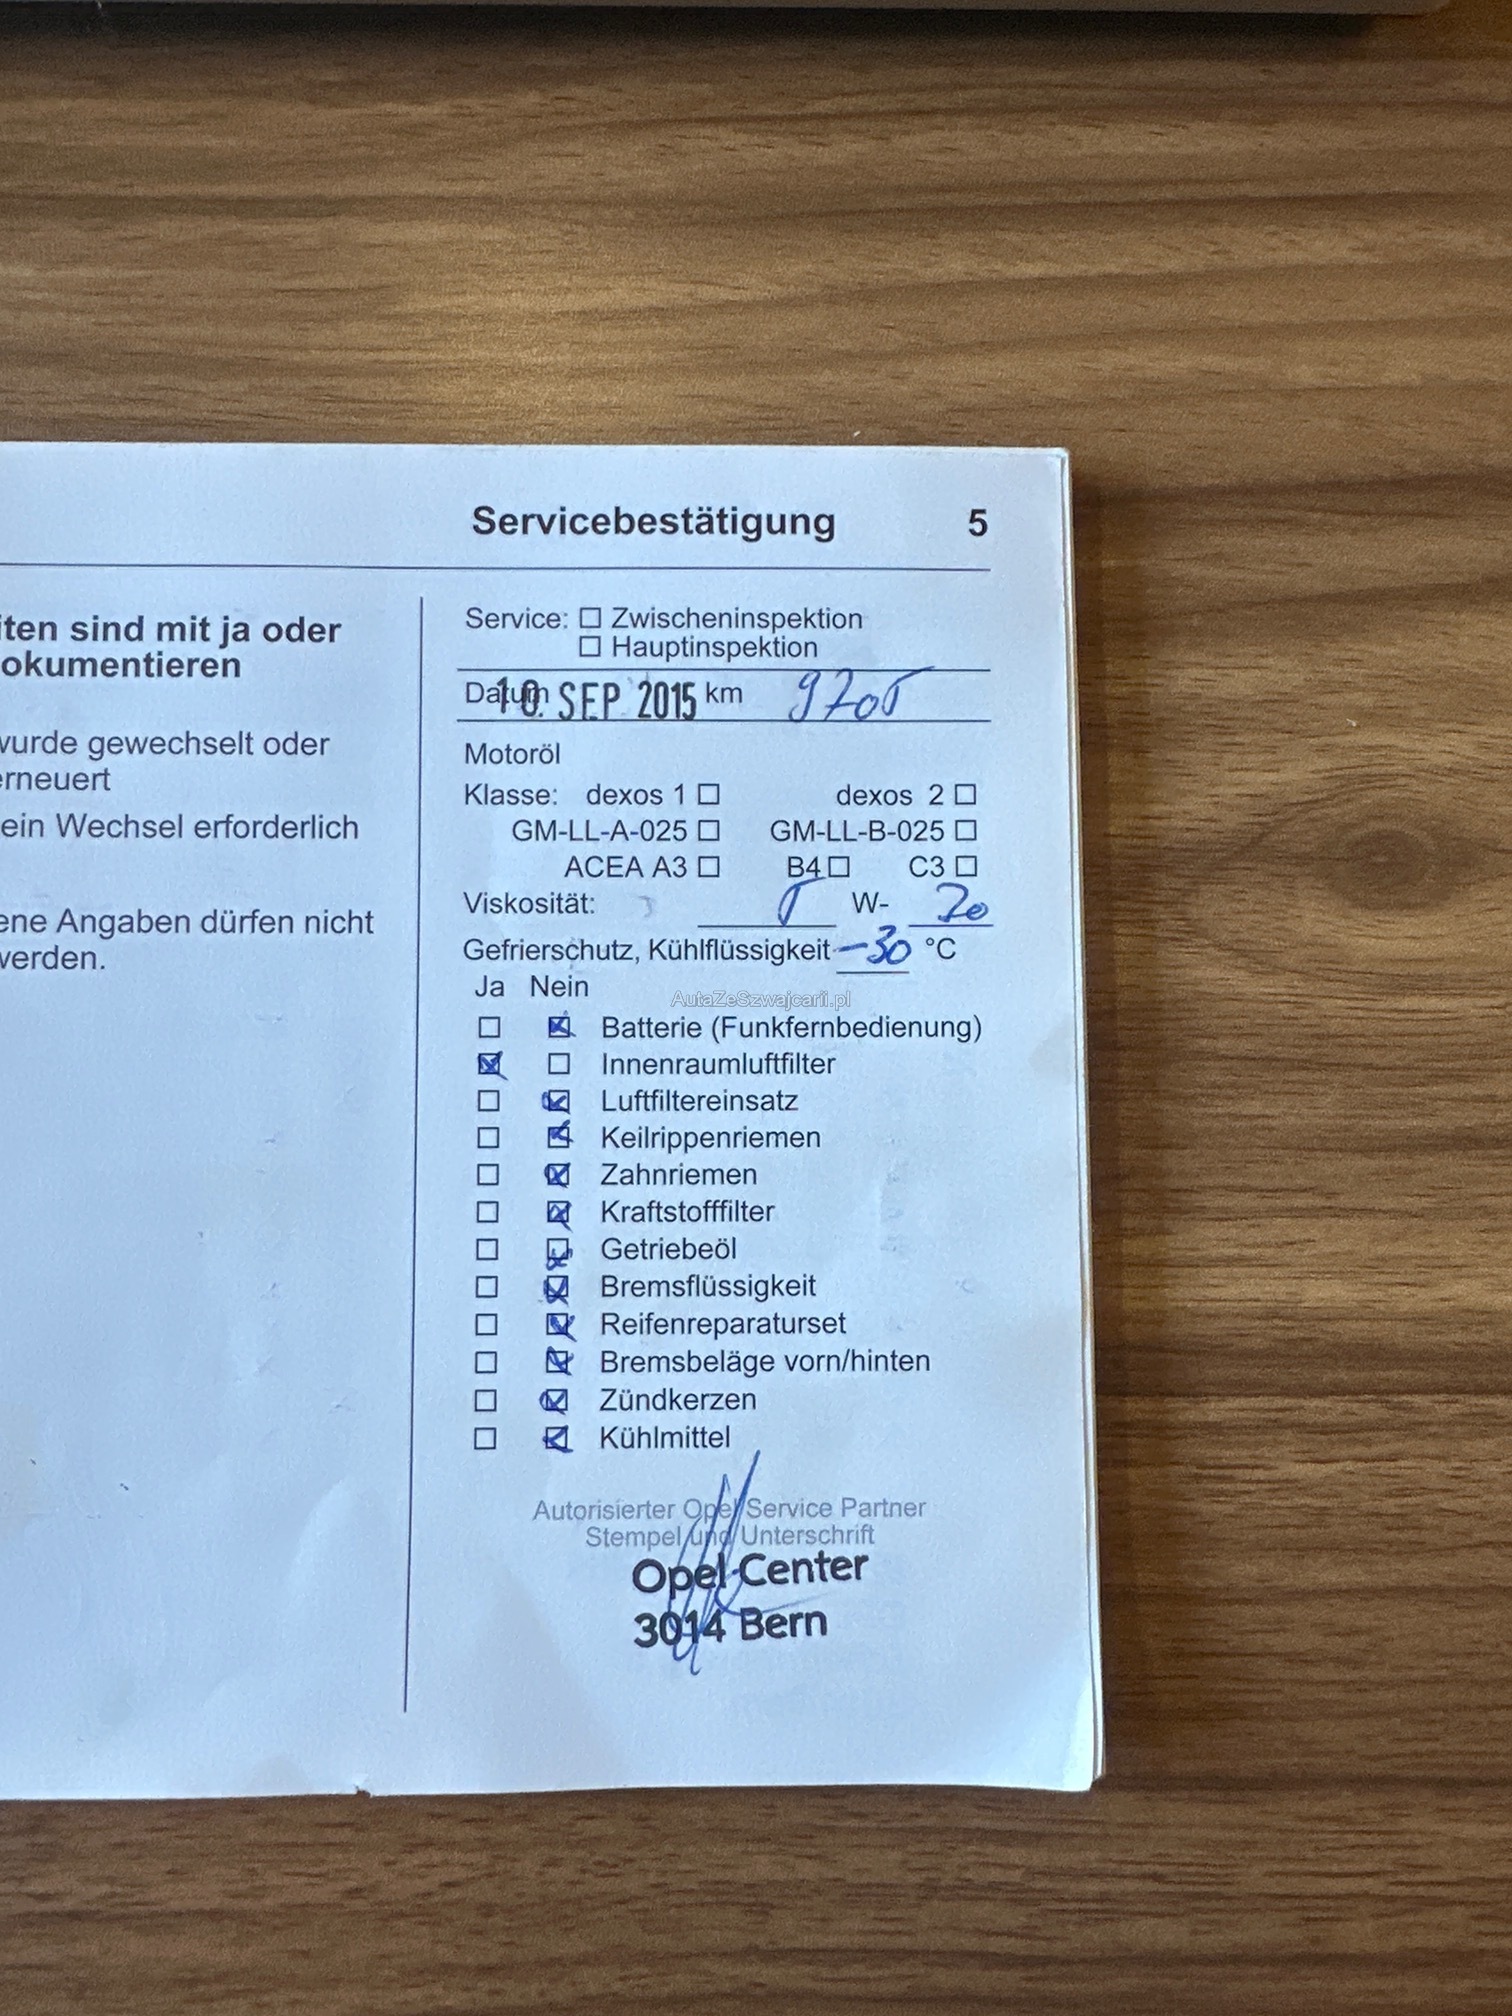 Servicebestätigung 5
iten sind mit ja oder
okumentieren
wurde gewechselt oder
erneuert
ein Wechsel erforderlich
ene Angaben dürfen nicht
werden.
Service: ☐ Zwischeninspektion
☐ Hauptinspektion
Datum 10. SEP 2015 km 9705
Motoröl
Klasse: dexos 1 ☐ dexos 2 ☐
GM-LL-A-025 ☐ GM-LL-B-025 ☐
ACEA A3 ☐ B4 ☐ C3 ☐
Viskosität: 5 W-
Gefrierschutz, Kühlflüssigkeit -30 °C
Ja Nein
AutaZeSzwajcarii.pl
☐ ☒ Batterie (Funkfernbedienung)
☒ ☐ Innenraumluftfilter
☐ ☒ Luftfiltereinsatz
☐ ☒ Keilrippenriemen
☐ ☒ Zahnriemen
☐ ☒ Kraftstofffilter
☐ ☒ Getriebeöl
☐ ☒ Bremsflüssigkeit
☐ ☒ Reifenreparaturset
☐ ☒ Bremsbeläge vorn/hinten
☐ ☒ Zündkerzen
☐ ☒ Kühlmittel
Autorisierter Opel Service Partner
Stempel und Unterschrift
Opel Center
3014 Bern